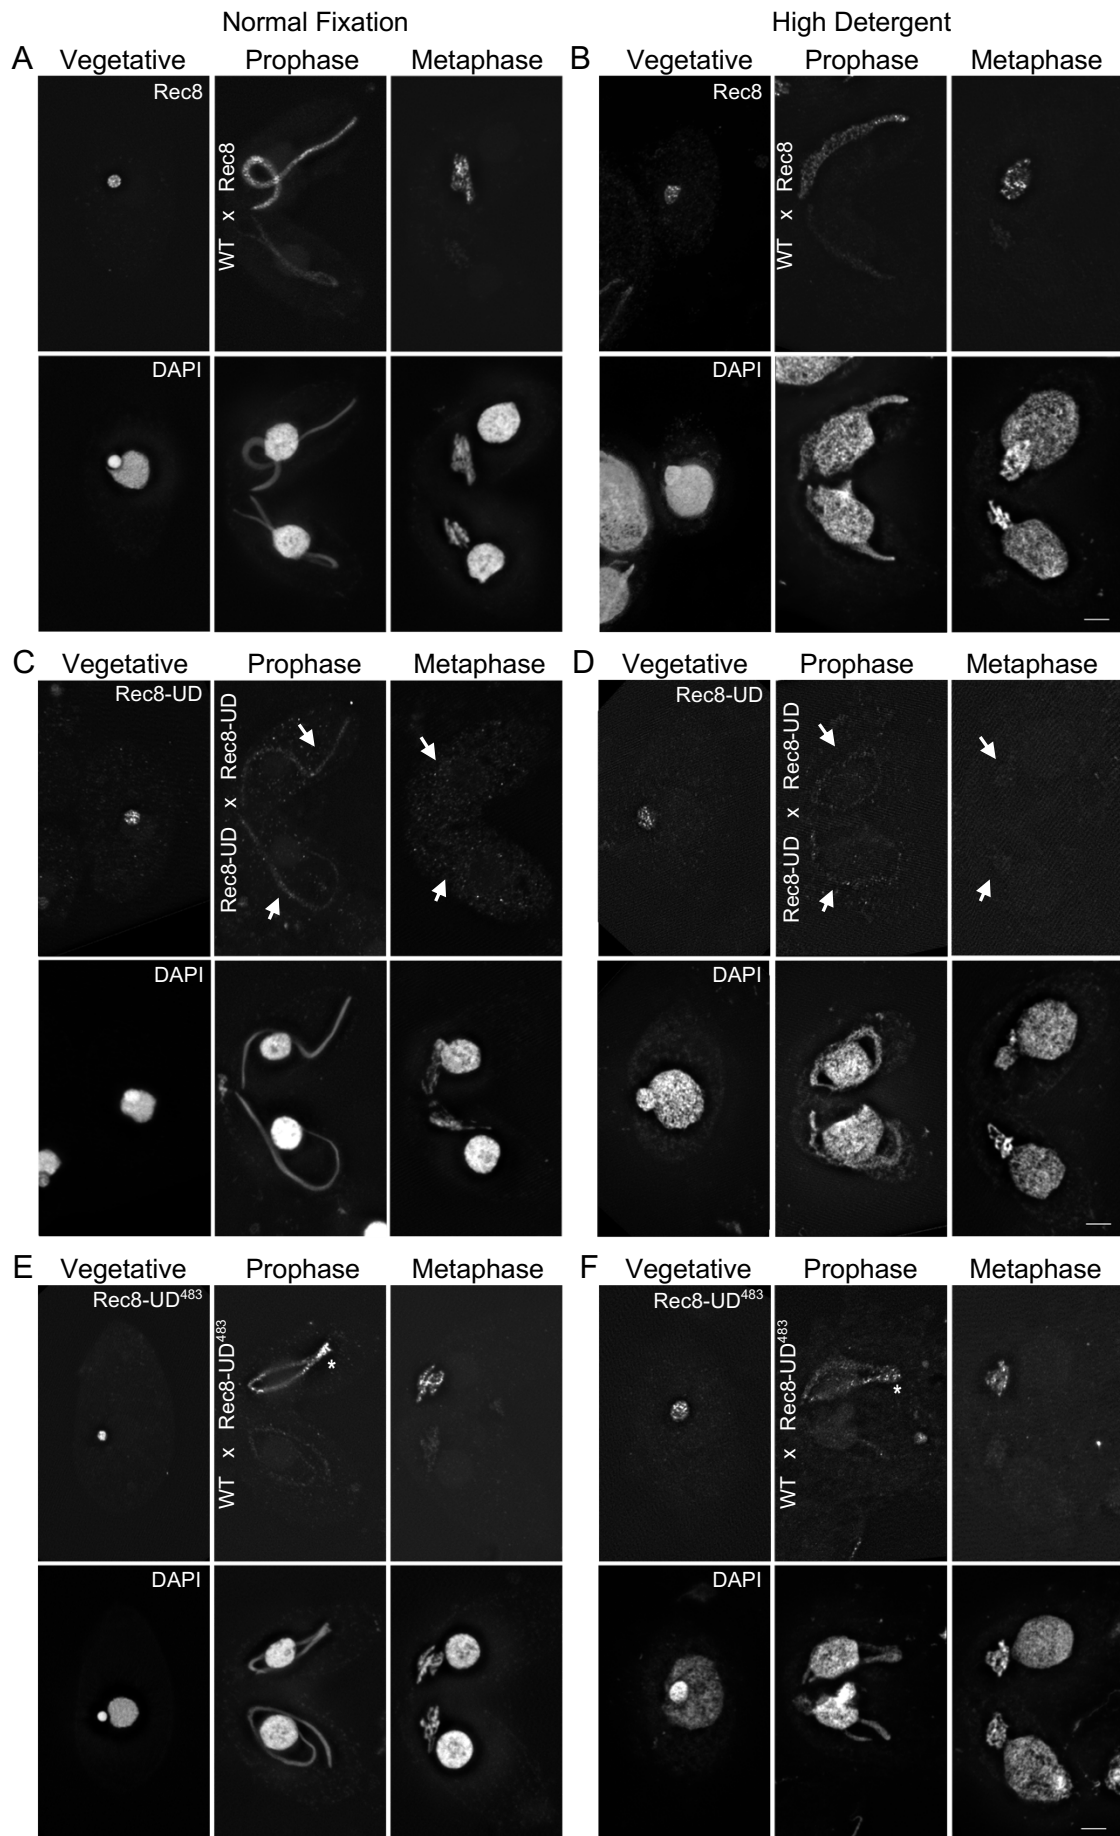 Normal Fixation
High Detergent
A
Vegetative
Prophase
Metaphase
B
Vegetative
Prophase
Metaphase
Rec8
WT x Rec8
Rec8
WT x Rec8
DAPI
DAPI
C
Vegetative
Prophase
Metaphase
D
Vegetative
Prophase
Metaphase
Rec8-UD
Rec8-UD x Rec8-UD
Rec8-UD
Rec8-UD x Rec8-UD
DAPI
DAPI
E
Vegetative
Prophase
Metaphase
F
Vegetative
Prophase
Metaphase
Rec8-UD⁴⁸³
WT x Rec8-UD⁴⁸³
*
Rec8-UD⁴⁸³
WT x Rec8-UD⁴⁸³
*
DAPI
DAPI